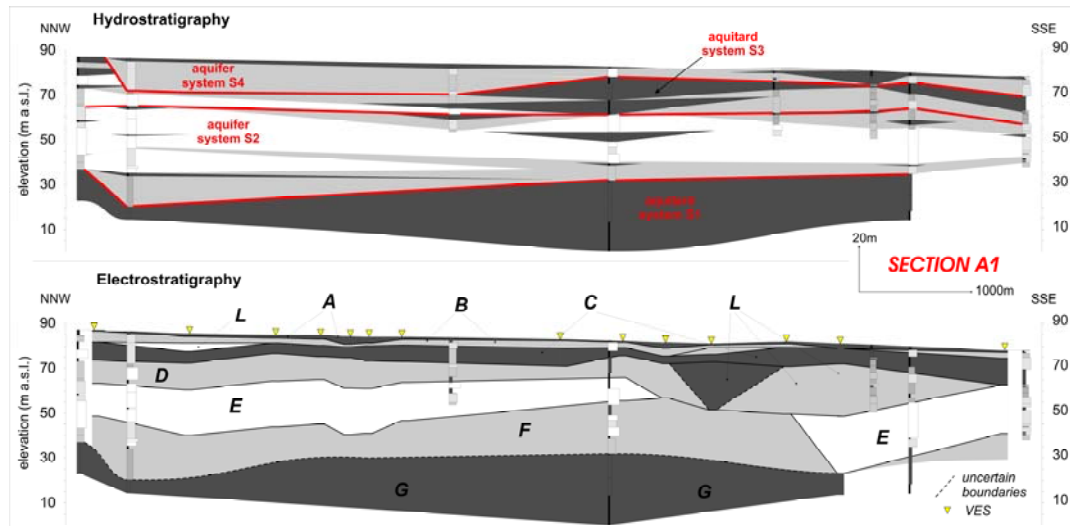 Hydrostratigraphy
NNW
SSE
90
90
aquifer
system S4
aquitard
system S3
70
70
aquifer
system S2
50
50
30
30
aquitard
system S1
10
10
elevation (m a.s.l.)
20m
1000m
SECTION A1
Electrostratigraphy
NNW
SSE
L
A
B
C
L
90
90
70
70
D
E
50
50
F
E
30
30
G
G
10
10
elevation (m a.s.l.)
uncertain
boundaries
VES